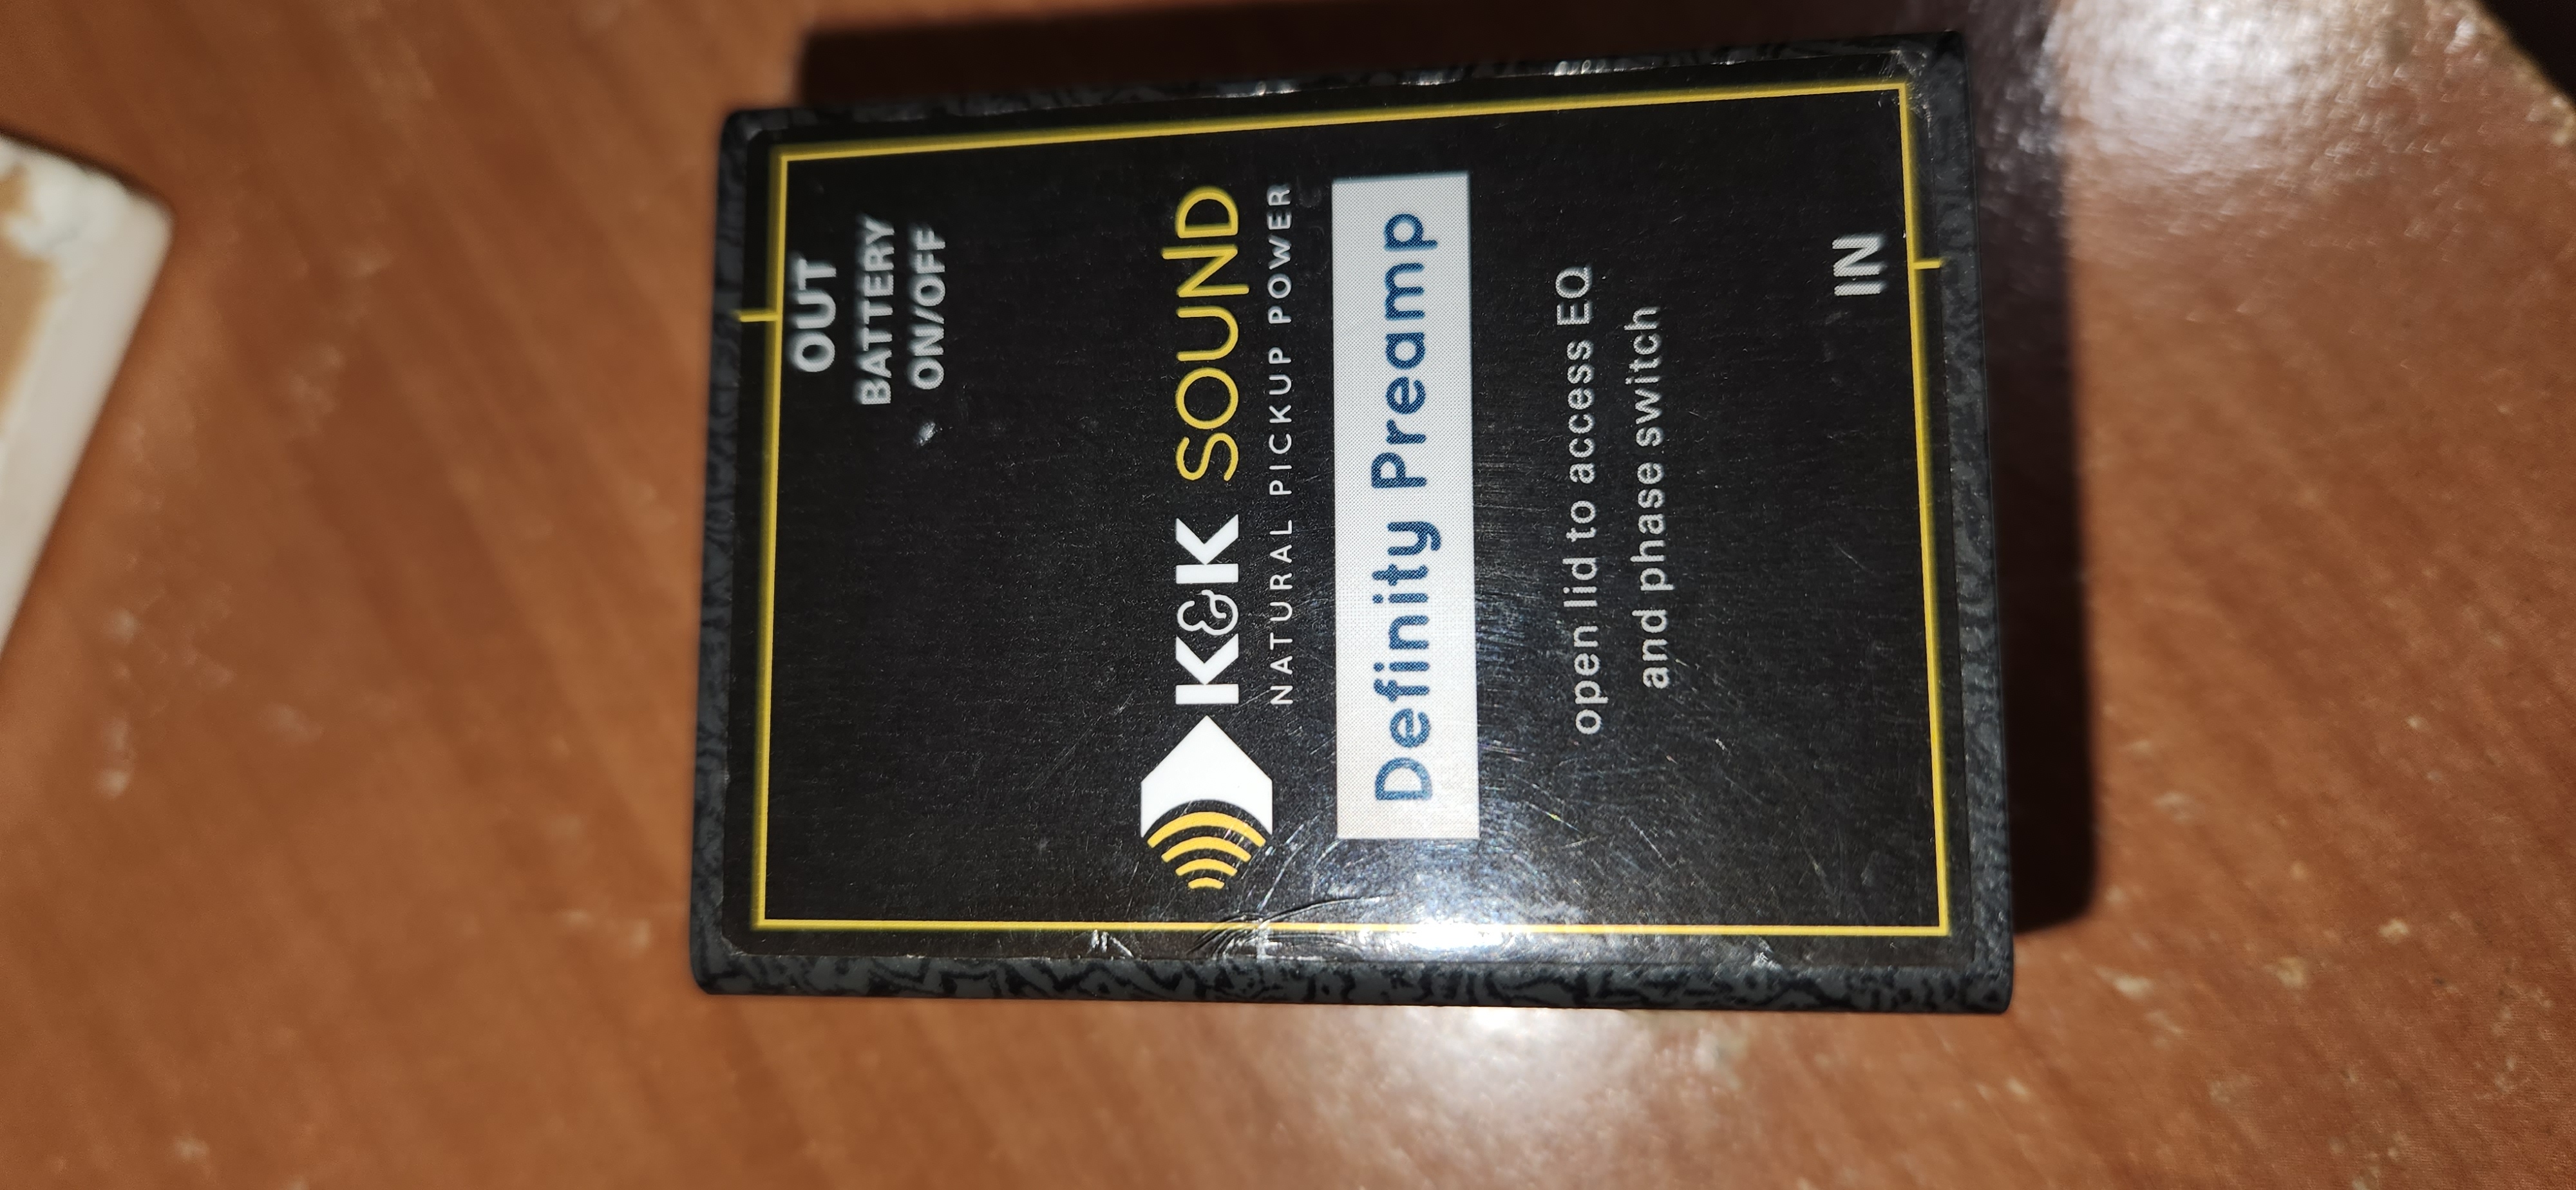 OUT
BATTERY
ON/OFF
K&K SOUND
NATURAL PICKUP POWER
Definity Preamp
open lid to access EQ
and phase switch
IN